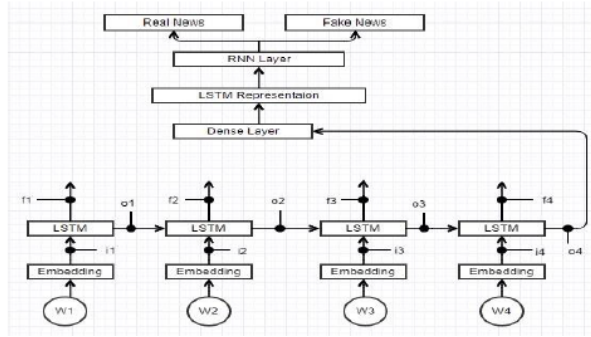 Real News Fake News
RNN Layer
LSTM Representaion
Dense Layer
f1 o1 f2 o2 f3 o3 f4
LSTM LSTM LSTM LSTM
i1 i2 i3 i4 o4
Embedding Embedding Embedding Embedding
W1 W2 W3 W4